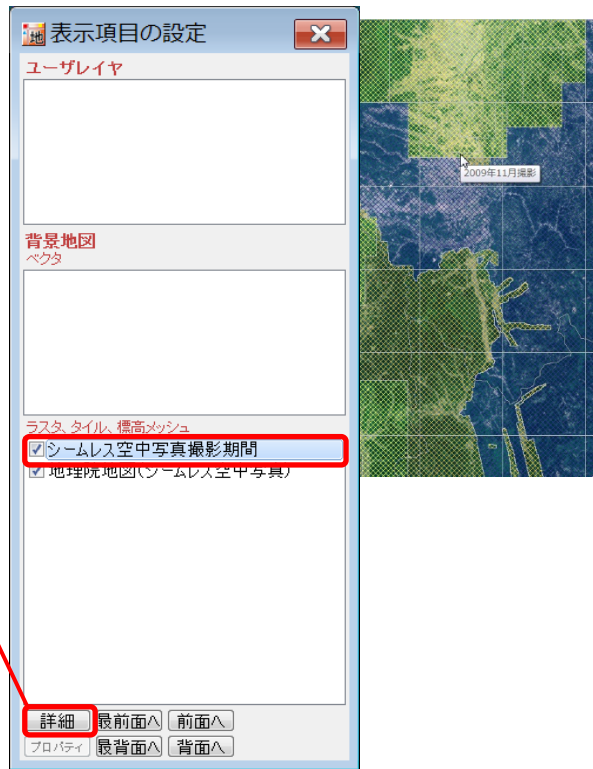 地 表示項目の設定
ユーザレイヤ
背景地図
ベクタ
ラスタ、タイル、標高メッシュ
シームレス空中写真撮影期間
地理院地図(シームレス空中写真)
詳細 最前面へ 前面へ
プロパティ 最背面へ 背面へ
2009年11月撮影